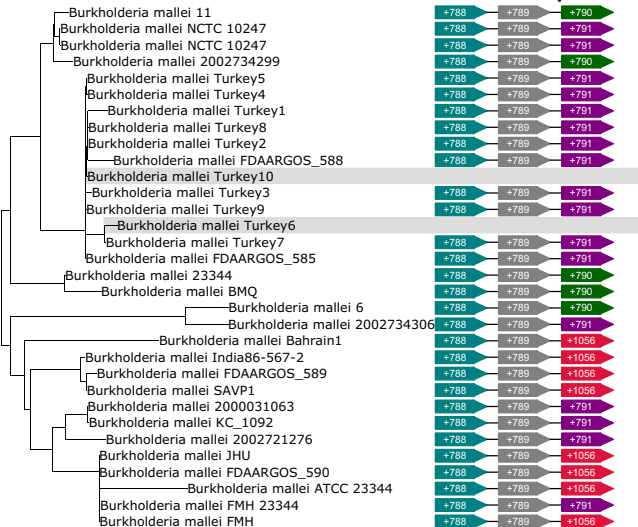 Burkholderia mallei 11 +788 +789 +790
Burkholderia mallei NCTC 10247 +788 +789 +791
Burkholderia mallei NCTC 10247 +788 +789 +791
Burkholderia mallei 2002734299 +788 +789 +790
Burkholderia mallei Turkey5 +788 +789 +791
Burkholderia mallei Turkey4 +788 +789 +791
Burkholderia mallei Turkey1 +788 +789 +791
Burkholderia mallei Turkey8 +788 +789 +791
Burkholderia mallei Turkey2 +788 +789 +791
Burkholderia mallei FDAARGOS_588 +788 +789 +791
Burkholderia mallei Turkey10
Burkholderia mallei Turkey3 +788 +789 +791
Burkholderia mallei Turkey9 +788 +789 +791
Burkholderia mallei Turkey6
Burkholderia mallei Turkey7 +788 +789 +791
Burkholderia mallei FDAARGOS_585 +788 +789 +791
Burkholderia mallei 23344 +788 +789 +790
Burkholderia mallei BMQ +788 +789 +790
Burkholderia mallei 6 +788 +789 +790
Burkholderia mallei 2002734306 +788 +789 +791
Burkholderia mallei Bahrain1 +788 +789 +1056
Burkholderia mallei India86-567-2 +788 +789 +1056
Burkholderia mallei FDAARGOS_589 +788 +789 +1056
Burkholderia mallei SAVP1 +788 +789 +1056
Burkholderia mallei 2000031063 +788 +789 +791
Burkholderia mallei KC_1092 +788 +789 +791
Burkholderia mallei 2002721276 +788 +789 +791
Burkholderia mallei JHU +788 +789 +1056
Burkholderia mallei FDAARGOS_590 +788 +789 +1056
Burkholderia mallei ATCC 23344 +788 +789 +1056
Burkholderia mallei FMH 23344 +788 +789 +791
Burkholderia mallei FMH +788 +789 +1056